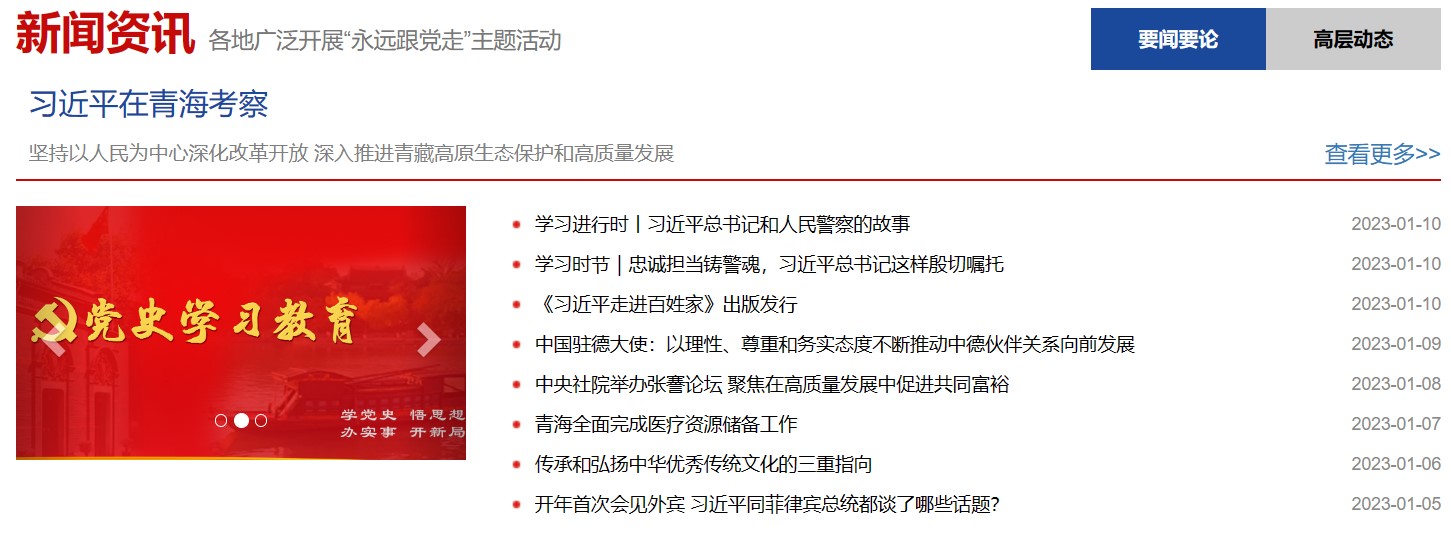 新闻资讯 各地广泛开展“永远跟党走”主题活动
要闻要论 高层动态
习近平在青海考察
坚持以人民为中心深化改革开放 深入推进青藏高原生态保护和高质量发展
查看更多>>
党史学习教育
学党史 悟思想
办实事 开新局
学习进行时丨习近平总书记和人民警察的故事 2023-01-10
学习时节｜忠诚担当铸警魂，习近平总书记这样殷切嘱托 2023-01-10
《习近平走进百姓家》出版发行 2023-01-10
中国驻德大使：以理性、尊重和务实态度不断推动中德伙伴关系向前发展 2023-01-09
中央社院举办张謇论坛 聚焦在高质量发展中促进共同富裕 2023-01-08
青海全面完成医疗资源储备工作 2023-01-07
传承和弘扬中华优秀传统文化的三重指向 2023-01-06
开年首次会见外宾 习近平同菲律宾总统都谈了哪些话题？ 2023-01-05